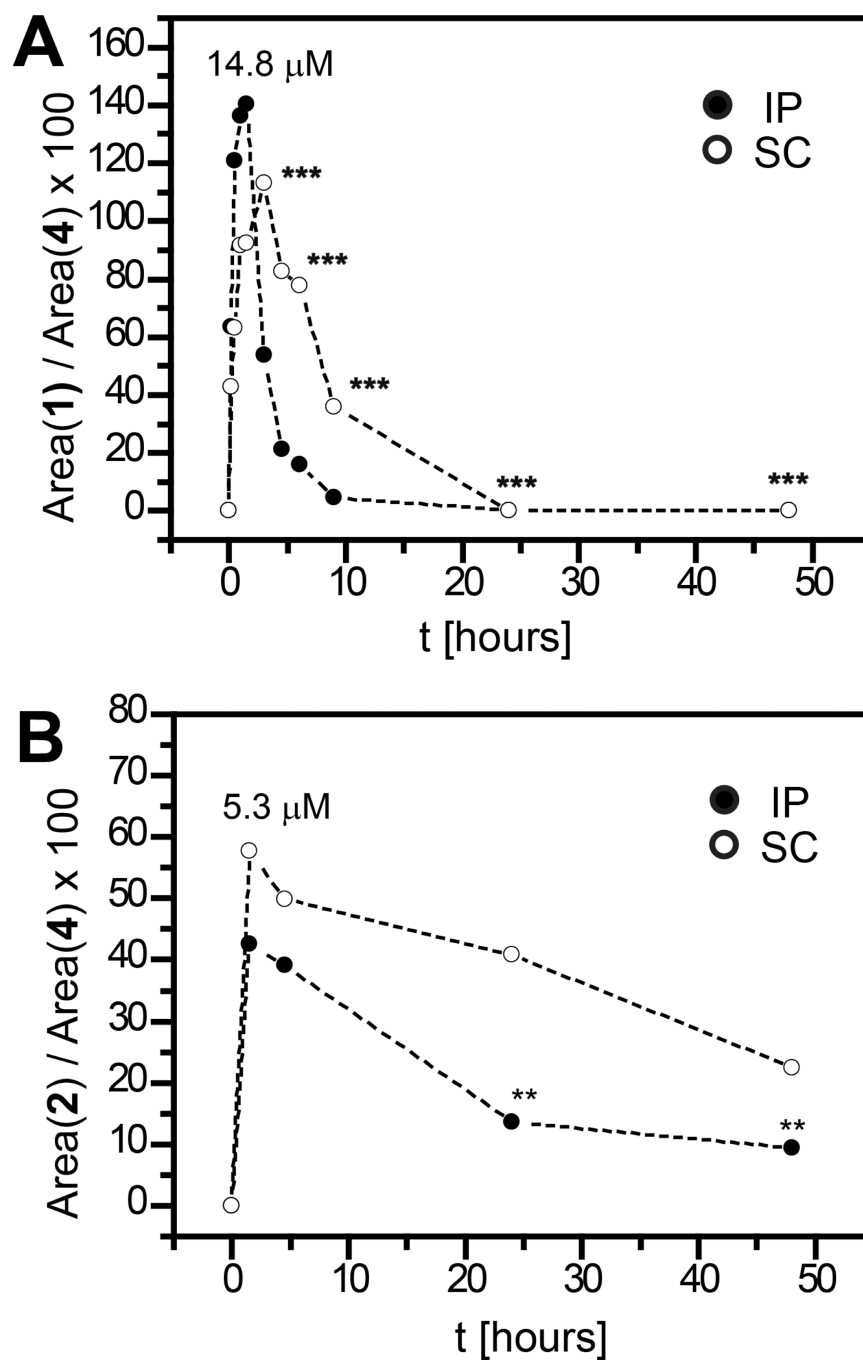 A
Area(1) / Area(4) x 100
160
140
120
100
80
60
40
20
0
14.8 μM
IP
SC
***
***
***
***
***
0 10 20 30 40 50
t [hours]
B
Area(2) / Area(4) x 100
80
70
60
50
40
30
20
10
0
5.3 μM
IP
SC
**
**
0 10 20 30 40 50
t [hours]